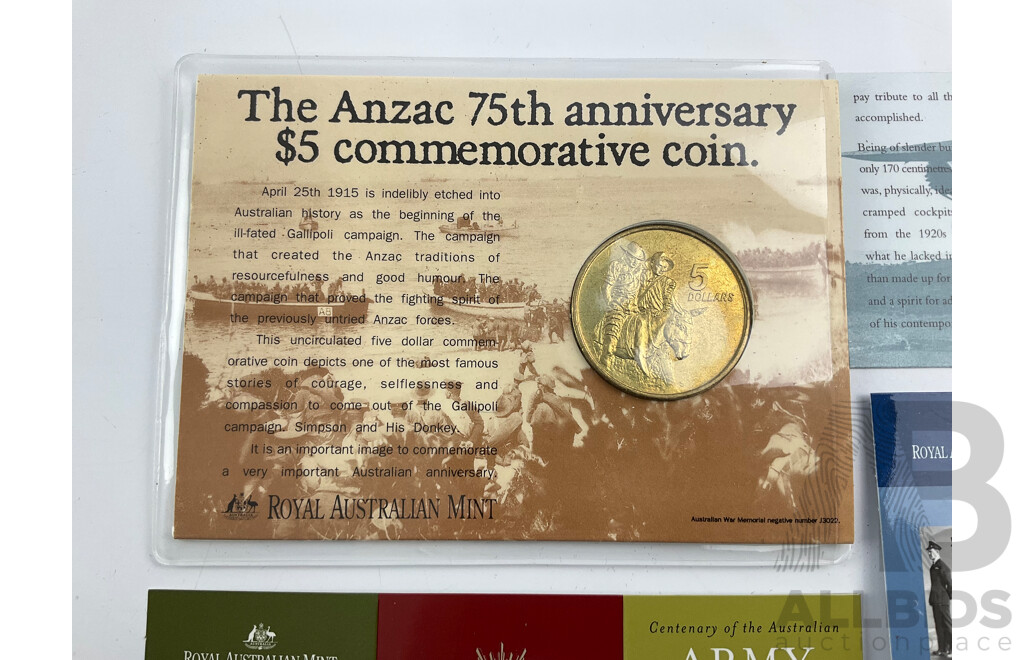 The Anzac 75th anniversary
$5 commemorative coin.
April 25th 1915 is indelibly etched into
Australian history as the beginning of the
ill-fated Gallipoli campaign. The campaign
that created the Anzac traditions of
resourcefulness and good humour. The
campaign that proved the fighting spirit of
the previously untried Anzac forces.
A8
This uncirculated five dollar commem-
orative coin depicts one of the most famous
stories of courage, selflessness and
compassion to come out of the Gallipoli
campaign. Simpson and His Donkey.
It is an important image to commemorate
a very important Australian anniversary.
ROYAL AUSTRALIAN MINT
Australian War Memorial negative number J3022.
5
DOLLARS
pay tribute to all
accomplished.
Being of slender
only 170
was, physically,
cramped
from the 1920s
what he lacked in
than made up for
and a spirit for
of his
ROYAL
ROYAL AUSTRALIAN MINT
Centenary of the Australian
ARMY
B
ALLBIDS
auctionplace